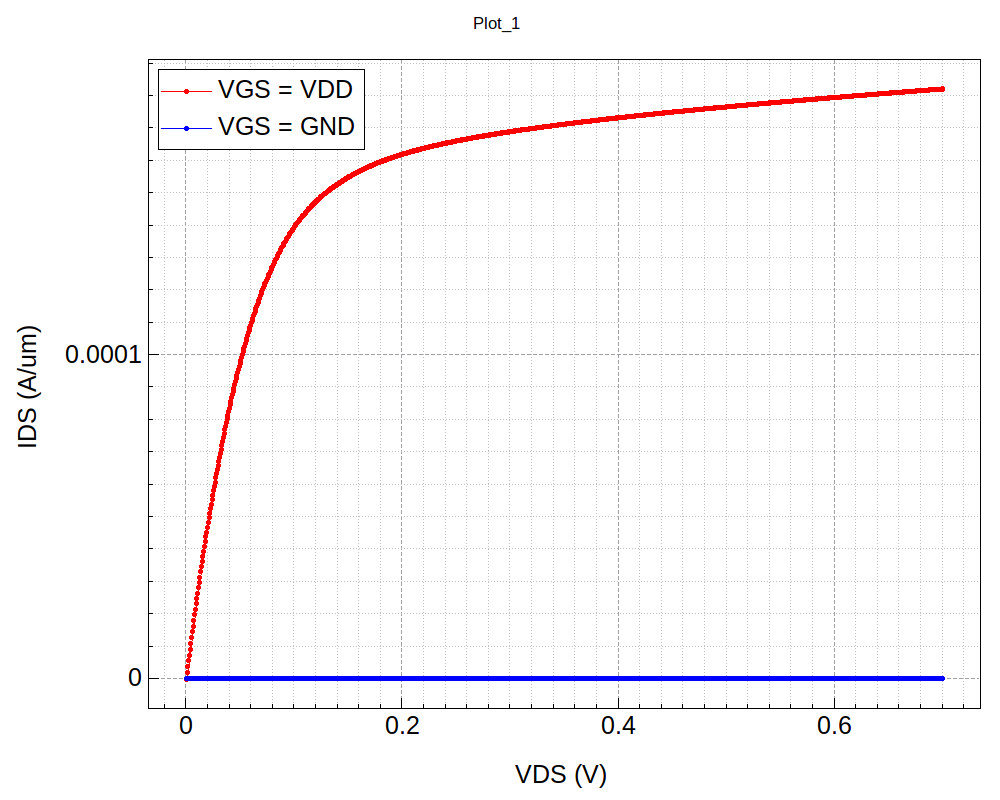 Plot_1
VGS = VDD
VGS = GND
IDS (A/um)
0.0001
0
0 0.2 0.4 0.6
VDS (V)